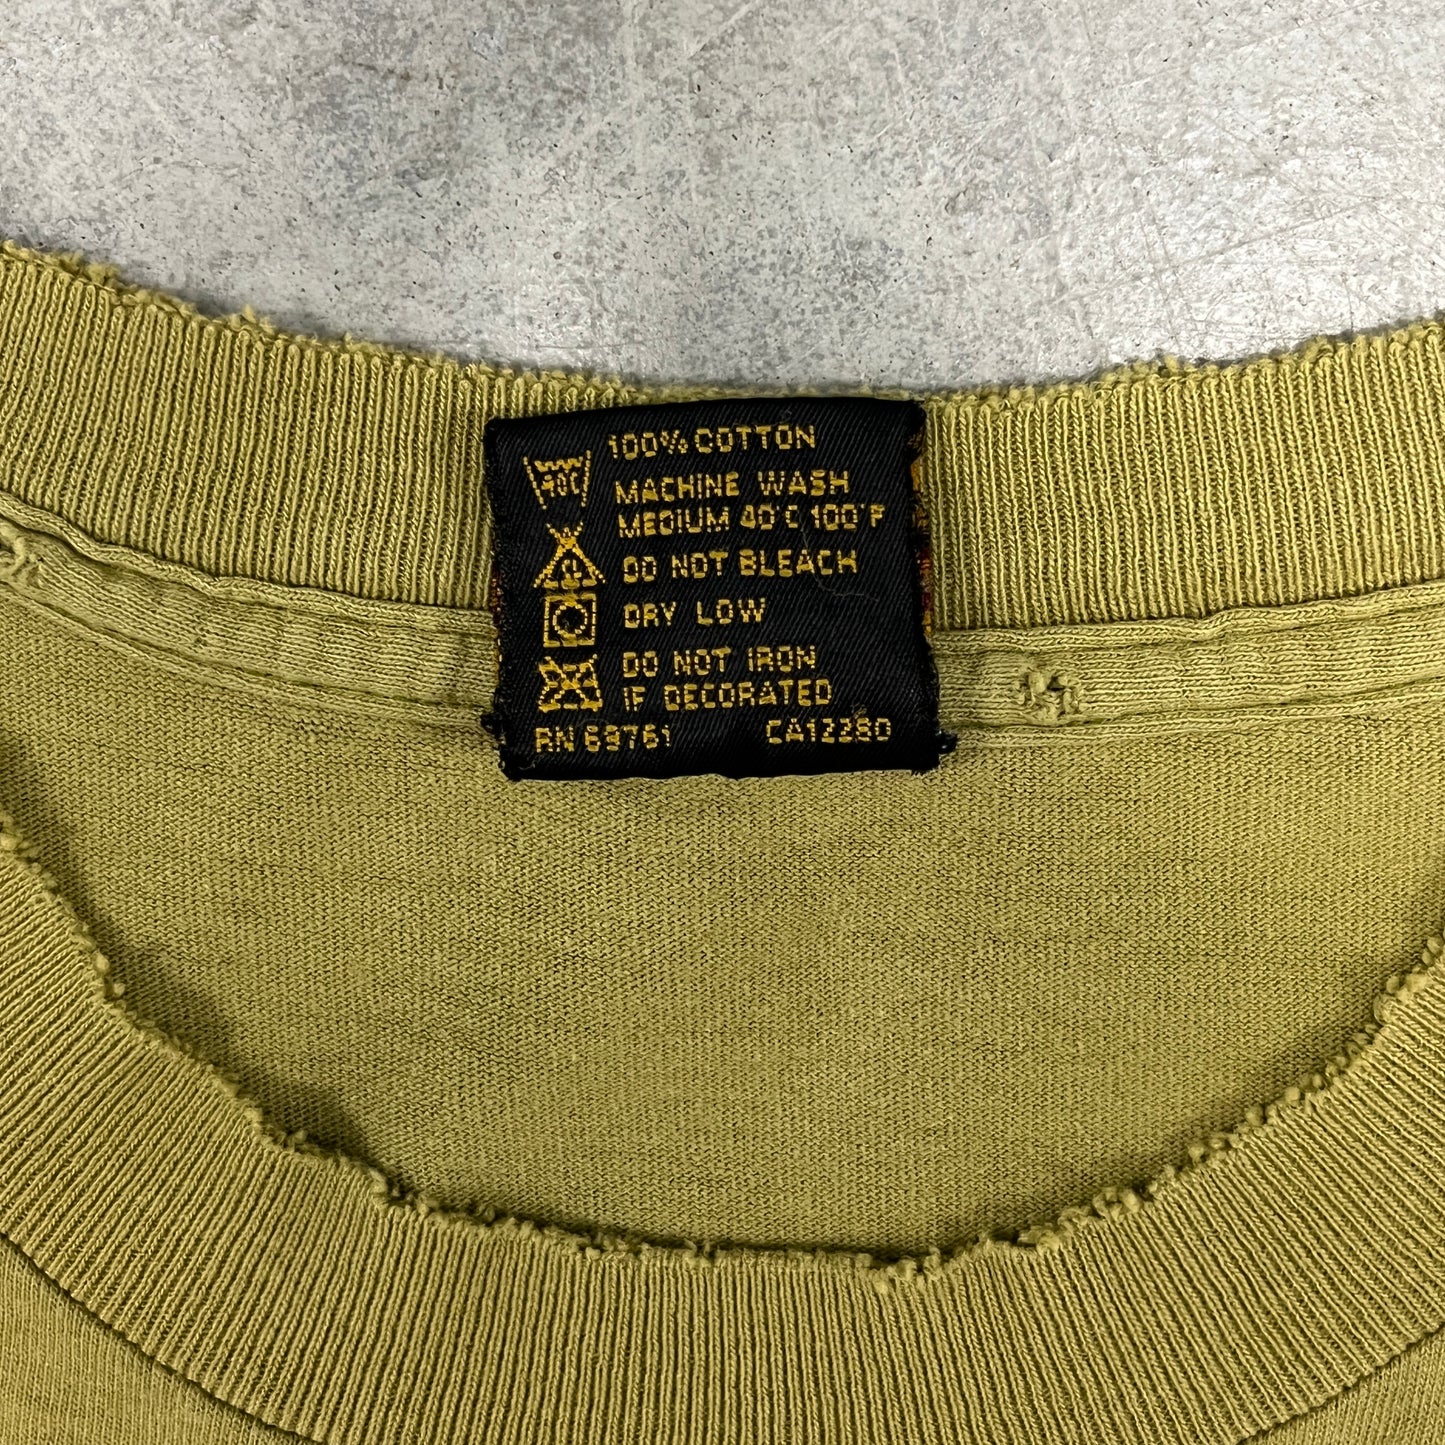 100% COTTON
40C
MACHINE WASH
MEDIUM 40°C 100°F
DO NOT BLEACH
DRY LOW
DO NOT IRON
IF DECORATED
RN 69761 CA12280